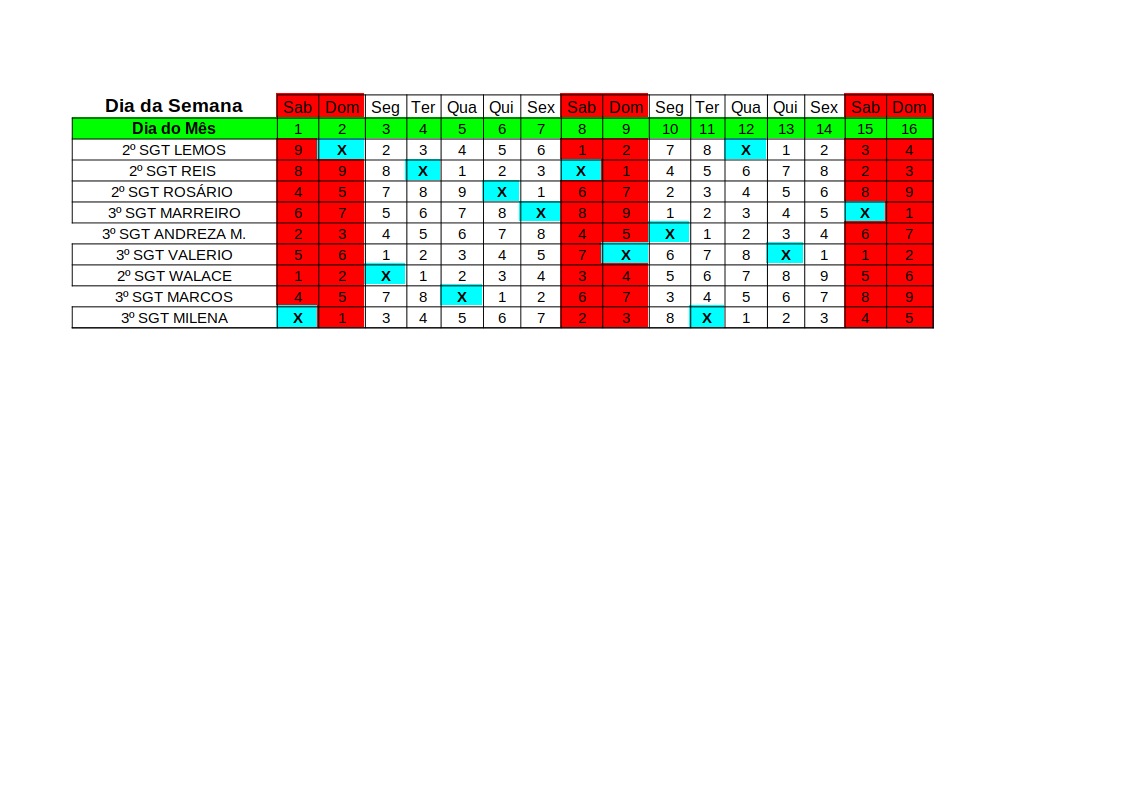 Dia da Semana Sab Dom Seg Ter Qua Qui Sex Sab Dom Seg Ter Qua Qui Sex Sab Dom
Dia do Mês 1 2 3 4 5 6 7 8 9 10 11 12 13 14 15 16
2º SGT LEMOS 9 X 2 3 4 5 6 1 2 7 8 X 1 2 3 4
2º SGT REIS 8 9 8 X 1 2 3 X 1 4 5 6 7 8 2 3
2º SGT ROSÁRIO 4 5 7 8 9 X 1 6 7 2 3 4 5 6 8 9
3º SGT MARREIRO 6 7 5 6 7 8 X 8 9 1 2 3 4 5 X 1
3º SGT ANDREZA M. 2 3 4 5 6 7 8 4 5 X 1 2 3 4 6 7
3º SGT VALERIO 5 6 1 2 3 4 5 7 X 6 7 8 X 1 1 2
2º SGT WALACE 1 2 X 1 2 3 4 3 4 5 6 7 8 9 5 6
3º SGT MARCOS 4 5 7 8 X 1 2 6 7 3 4 5 6 7 8 9
3º SGT MILENA X 1 3 4 5 6 7 2 3 8 X 1 2 3 4 5